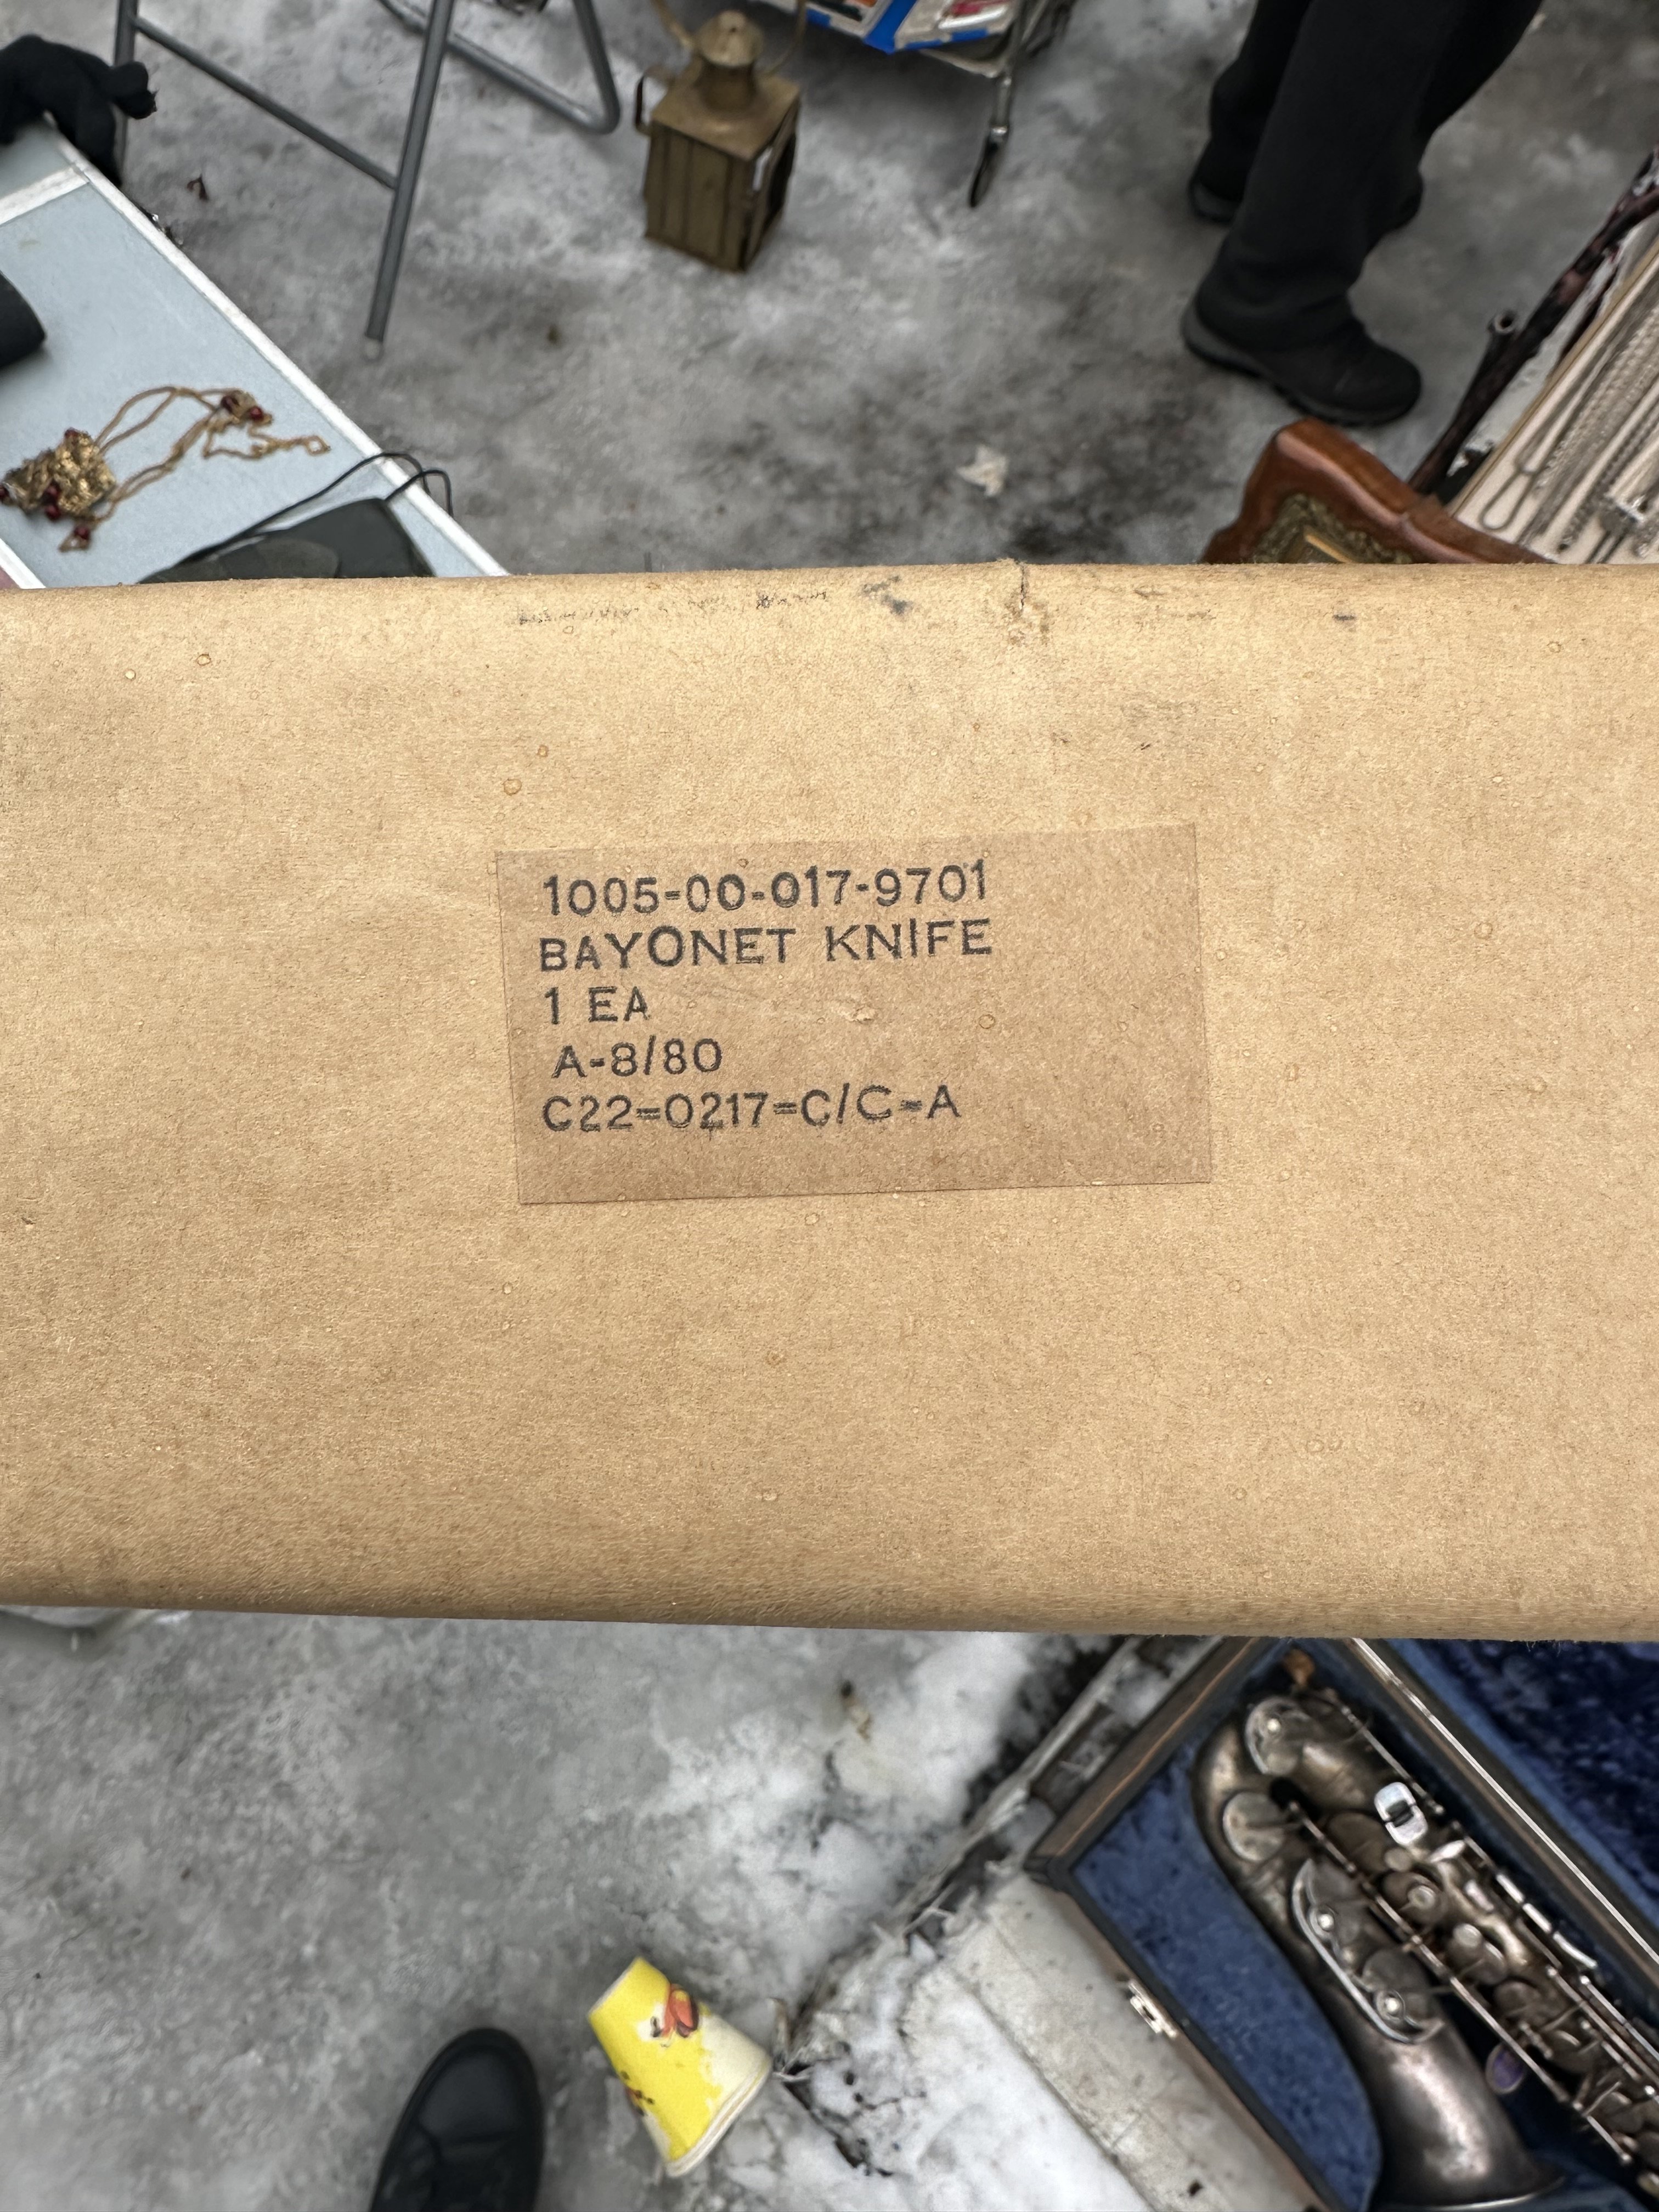 1005-00-017-9701
BAYONET KNIFE
1 EA
A-8/80
C22=0217=C/C=A